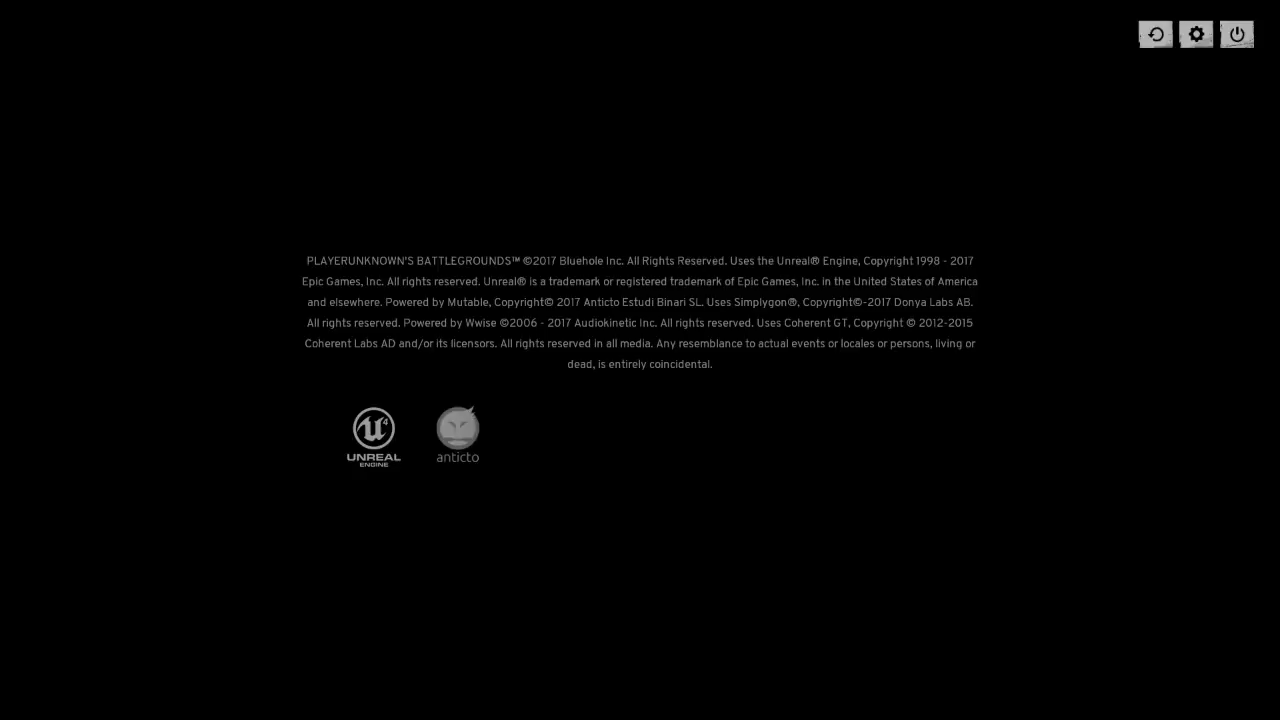 PLAYERUNKNOWN'S BATTLEGROUNDS™ ©2017 Bluehole Inc. All Rights Reserved. Uses the Unreal® Engine, Copyright 1998 - 2017
Epic Games, Inc. All rights reserved. Unreal® is a trademark or registered trademark of Epic Games, Inc. in the United States of America
and elsewhere. Powered by Mutable, Copyright© 2017 Anticto Estudi Binari SL. Uses Simplygon®, Copyright©-2017 Donya Labs AB.
All rights reserved. Powered by Wwise ©2006 - 2017 Audiokinetic Inc. All rights reserved. Uses Coherent GT, Copyright © 2012-2015
Coherent Labs AD and/or its licensors. All rights reserved in all media. Any resemblance to actual events or locales or persons, living or
dead, is entirely coincidental.
U4
UNREAL
ENGINE
anticto